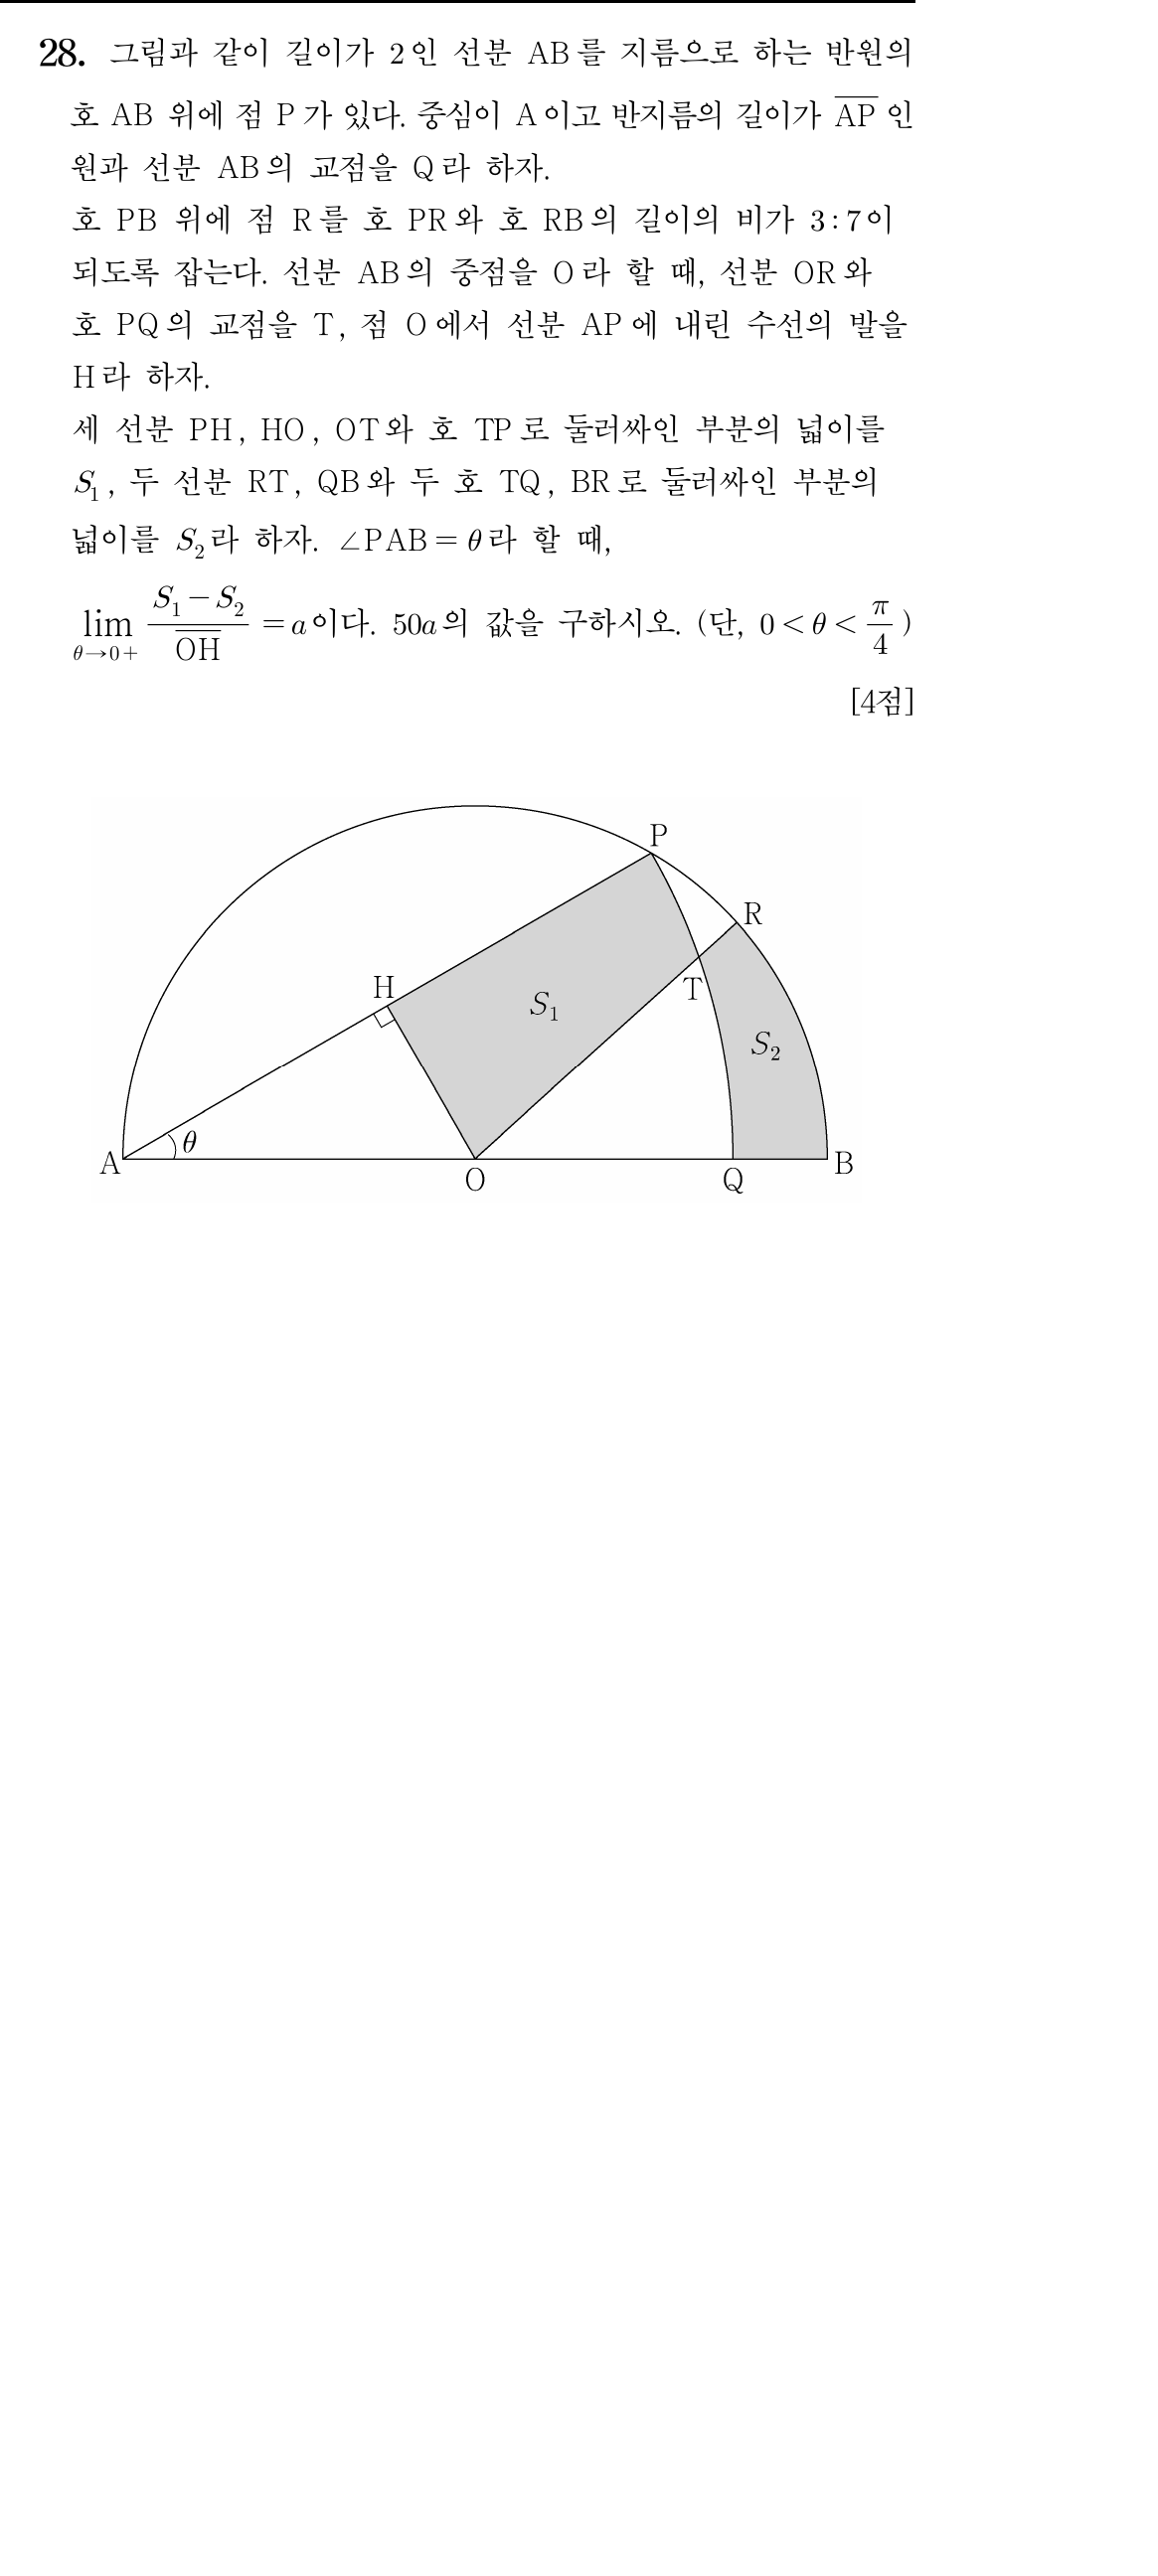 28. 그림과 같이 길이가 2인 선분 AB를 지름으로 하는 반원의
호 AB 위에 점 P가 있다. 중심이 A이고 반지름의 길이가 $\overline{AP}$ 인
원과 선분 AB의 교점을 Q라 하자.
호 PB 위에 점 R를 호 PR와 호 RB의 길이의 비가 3:7이
되도록 잡는다. 선분 AB의 중점을 O라 할 때, 선분 OR와
호 PQ의 교점을 T, 점 O에서 선분 AP에 내린 수선의 발을
H라 하자.
세 선분 PH, HO, OT와 호 TP로 둘러싸인 부분의 넓이를
$S_1$, 두 선분 RT, QB와 두 호 TQ, BR로 둘러싸인 부분의
넓이를 $S_2$라 하자. ∠PAB=θ라 할 때,
$\lim_{\theta \to 0+} \frac{S_1 - S_2}{\overline{OH}} = a$이다. 50a의 값을 구하시오. (단, $0 < \theta < \frac{\pi}{4}$)
[4점]
P
R
H
T
$S_1$
$S_2$
θ
A
O
Q
B